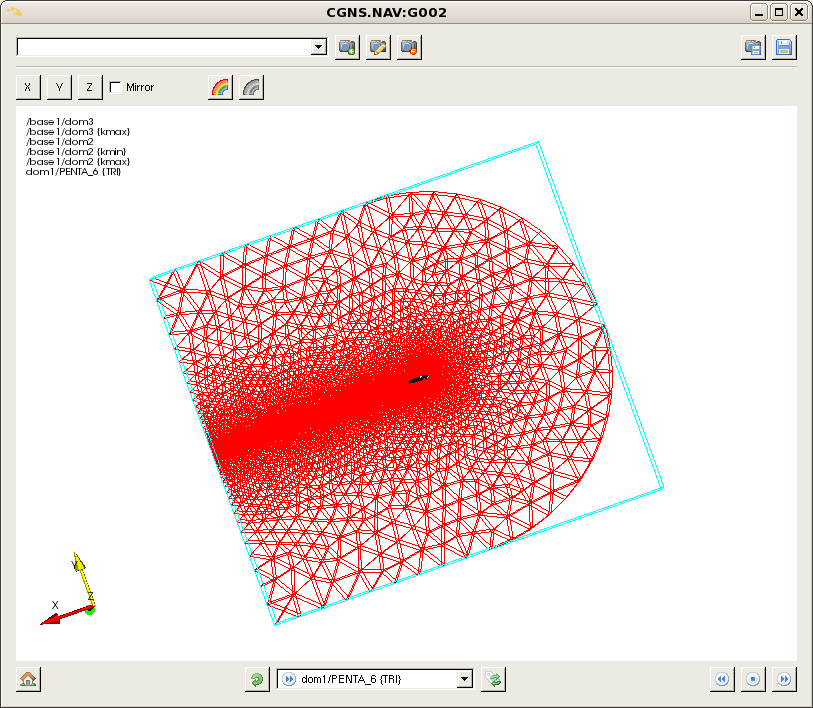 CGNS.NAV:G002
X Y Z Mirror
/base1/dom3
/base1/dom3 {kmax}
/base1/dom2
/base1/dom2 {kmin}
/base1/dom2 {kmax}
dom1/PENTA_6 {TRI}
Y
X Z
dom1/PENTA_6 {TRI}